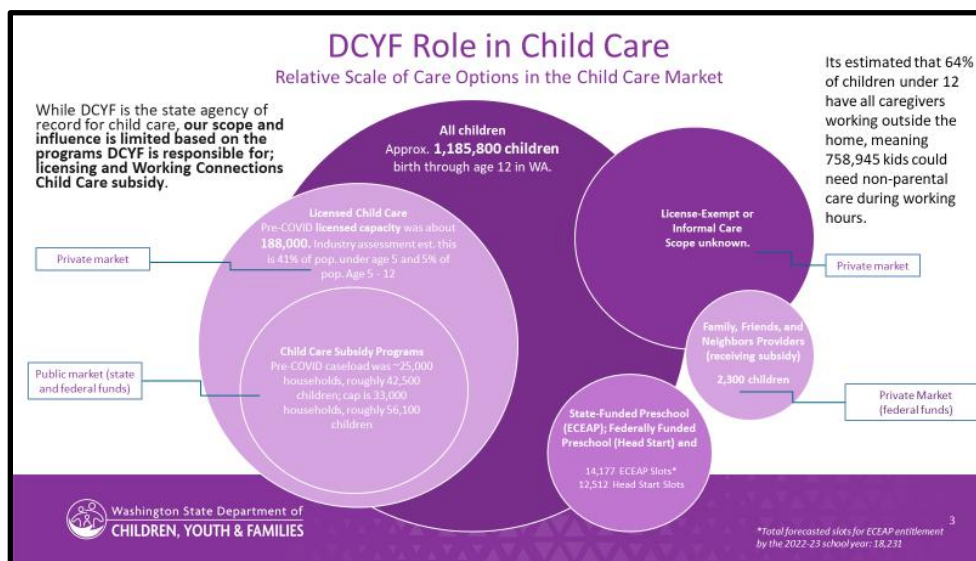 DCYF Role in Child Care
Relative Scale of Care Options in the Child Care Market
While DCYF is the state agency of
record for child care, our scope and
influence is limited based on the
programs DCYF is responsible for;
licensing and Working Connections
Child Care subsidy.
Its estimated that 64%
of children under 12
have all caregivers
working outside the
home, meaning
758,945 kids could
need non-parental
care during working
hours.
All children
Approx. 1,185,800 children
birth through age 12 in WA.
Licensed Child Care
Pre-COVID licensed capacity was about
188,000. Industry assessment est. this
is 41% of pop. under age 5 and 5% of
pop. Age 5 - 12
License-Exempt or
Informal Care
Scope unknown.
Private market
Private market
Child Care Subsidy Programs
Pre-COVID caseload was ~25,000
households, roughly 42,500
children; cap is 33,000
households, roughly 56,100
children
Public market (state
and federal funds)
Family, Friends, and
Neighbors Providers
(receiving subsidy)
2,300 children
Private Market
(federal funds)
State-Funded Preschool
(ECEAP); Federally Funded
Preschool (Head Start) and
14,177 ECEAP Slots*
12,512 Head Start Slots
Washington State Department of
CHILDREN, YOUTH & FAMILIES
3
*Total forecasted slots for ECEAP entitlement
by the 2022-23 school year: 18,231